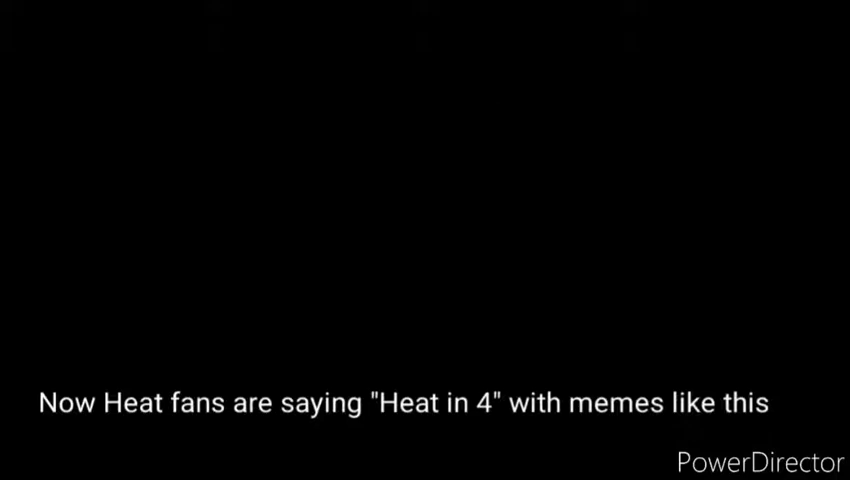 Now Heat fans are saying "Heat in 4" with memes like this
PowerDirector